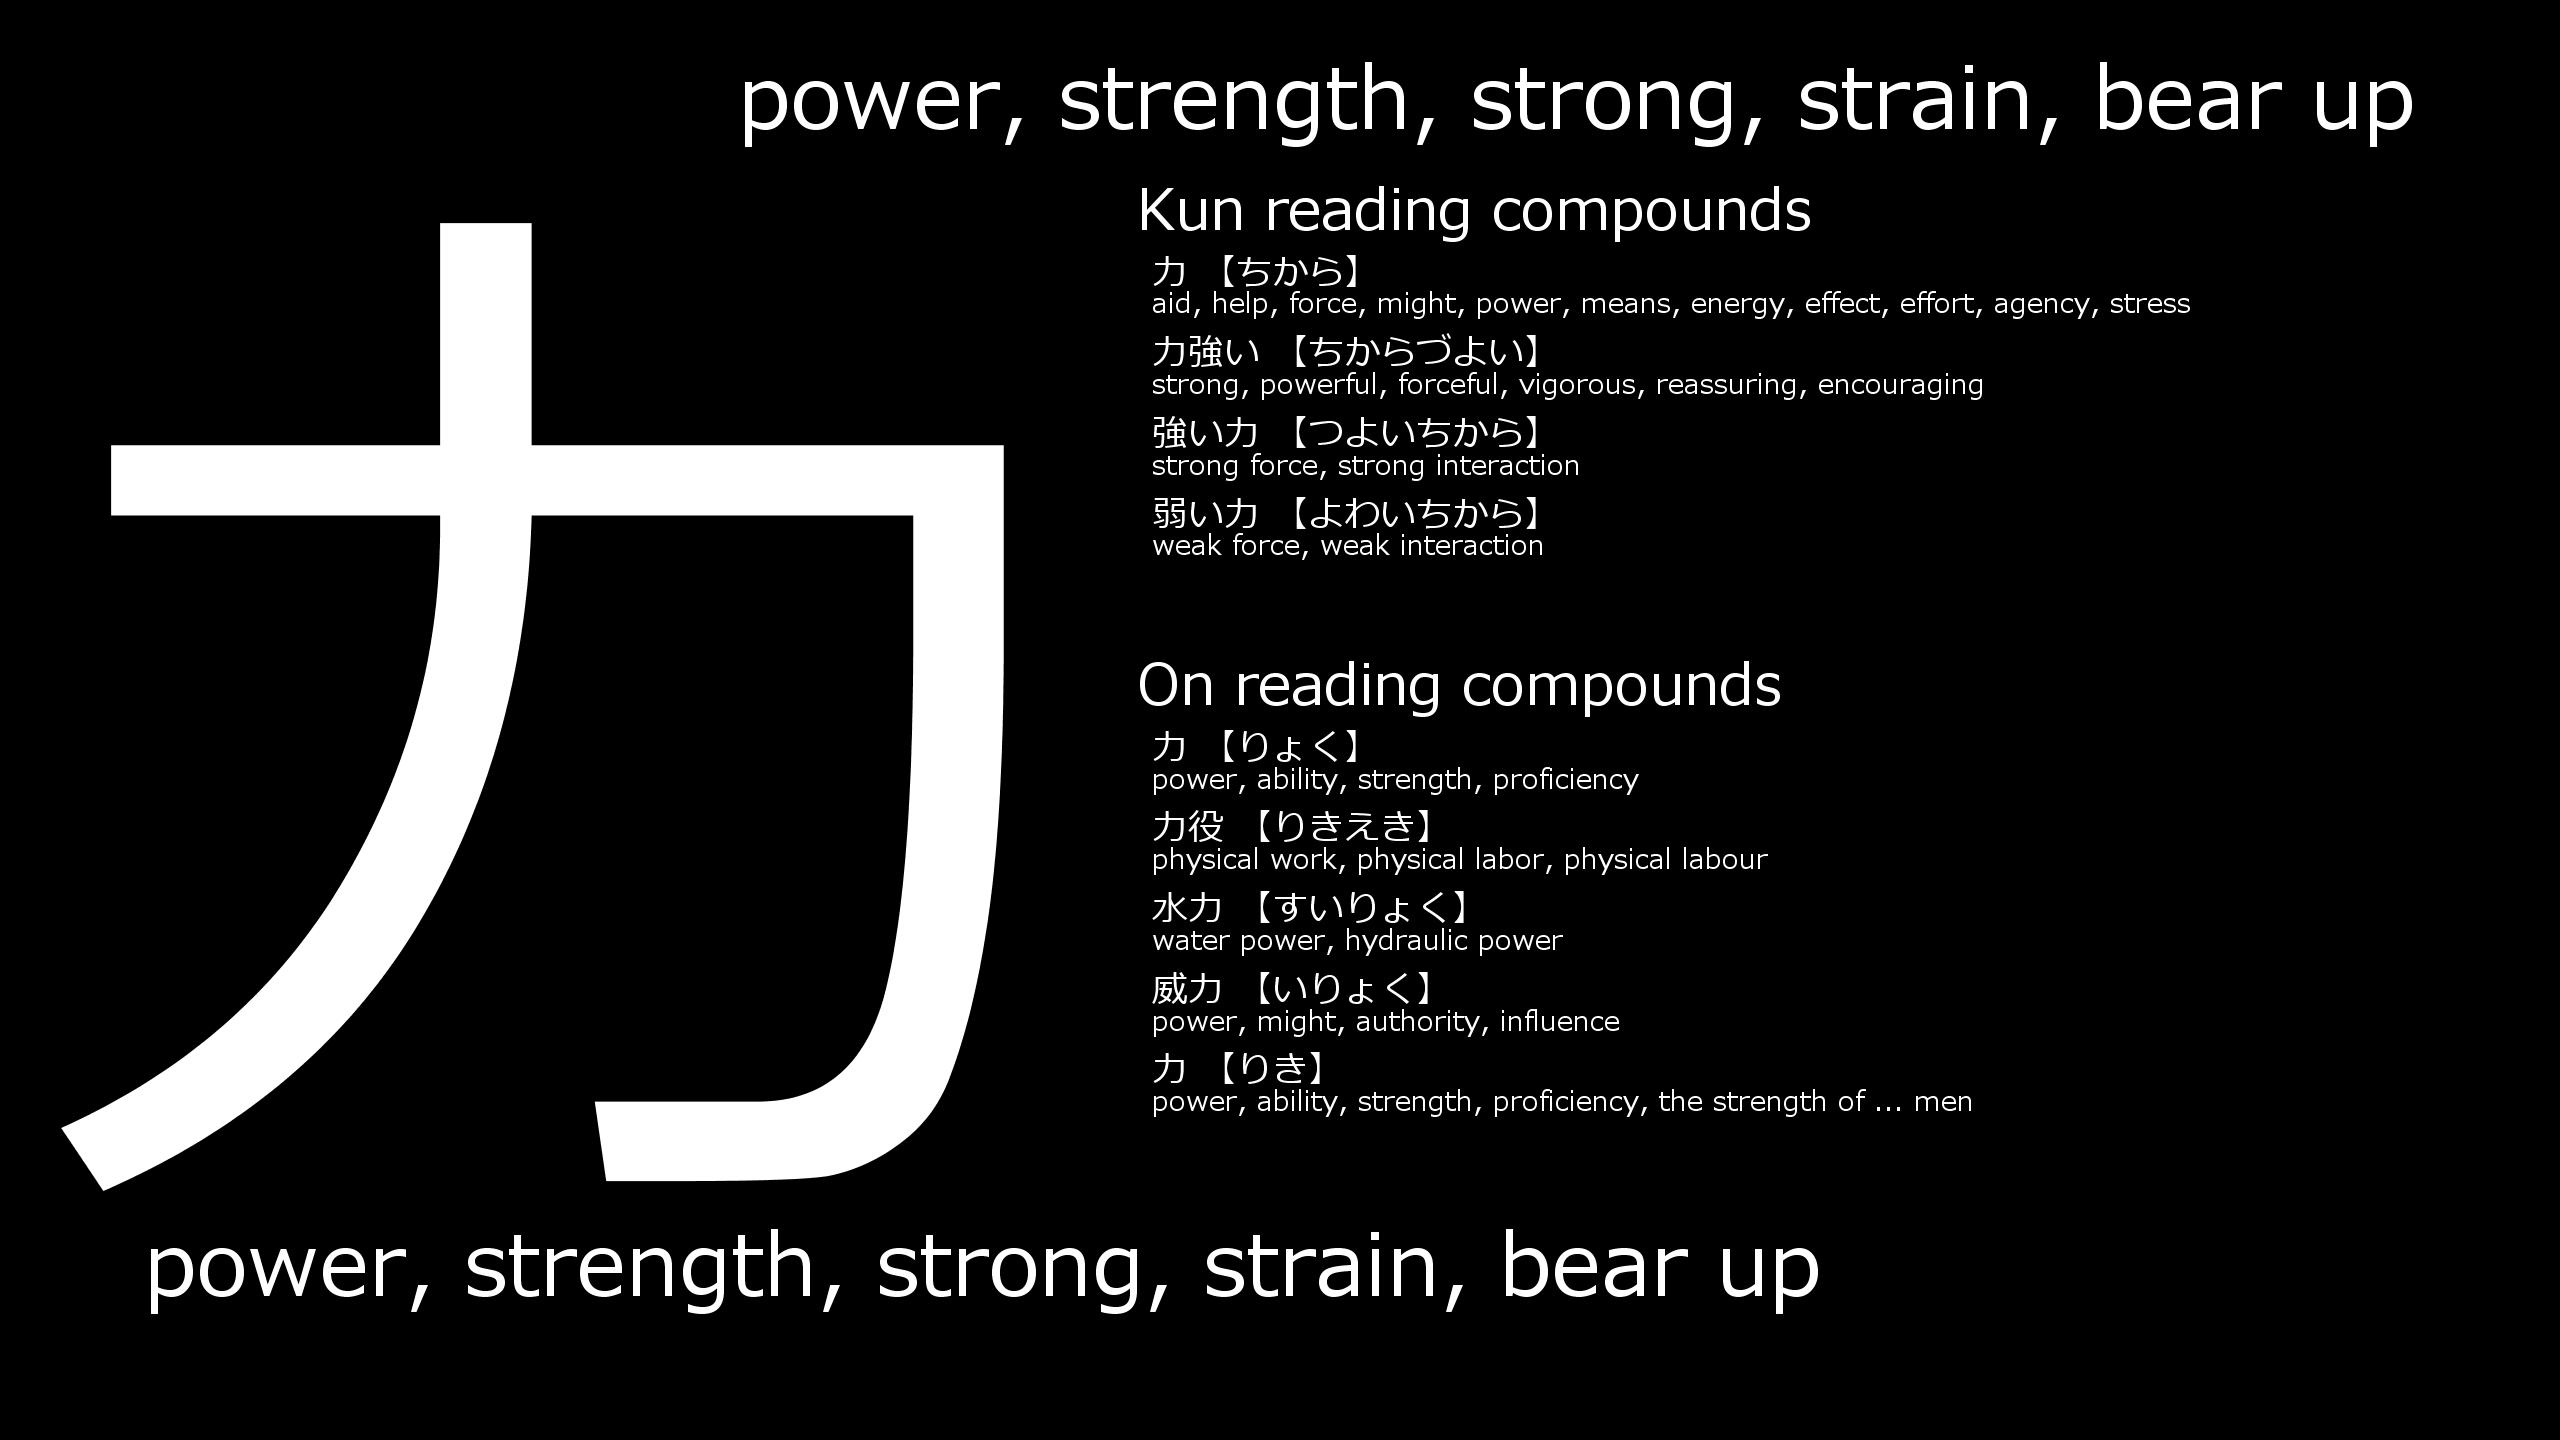 power, strength, strong, strain, bear up
力
Kun reading compounds
力 【ちから】
aid, help, force, might, power, means, energy, effect, effort, agency, stress
力強い 【ちからづよい】
strong, powerful, forceful, vigorous, reassuring, encouraging
強い力 【つよいちから】
strong force, strong interaction
弱い力 【よわいちから】
weak force, weak interaction
On reading compounds
力 【りょく】
power, ability, strength, proficiency
力役 【りきえき】
physical work, physical labor, physical labour
水力 【すいりょく】
water power, hydraulic power
威力 【いりょく】
power, might, authority, influence
力 【りき】
power, ability, strength, proficiency, the strength of ... men
power, strength, strong, strain, bear up